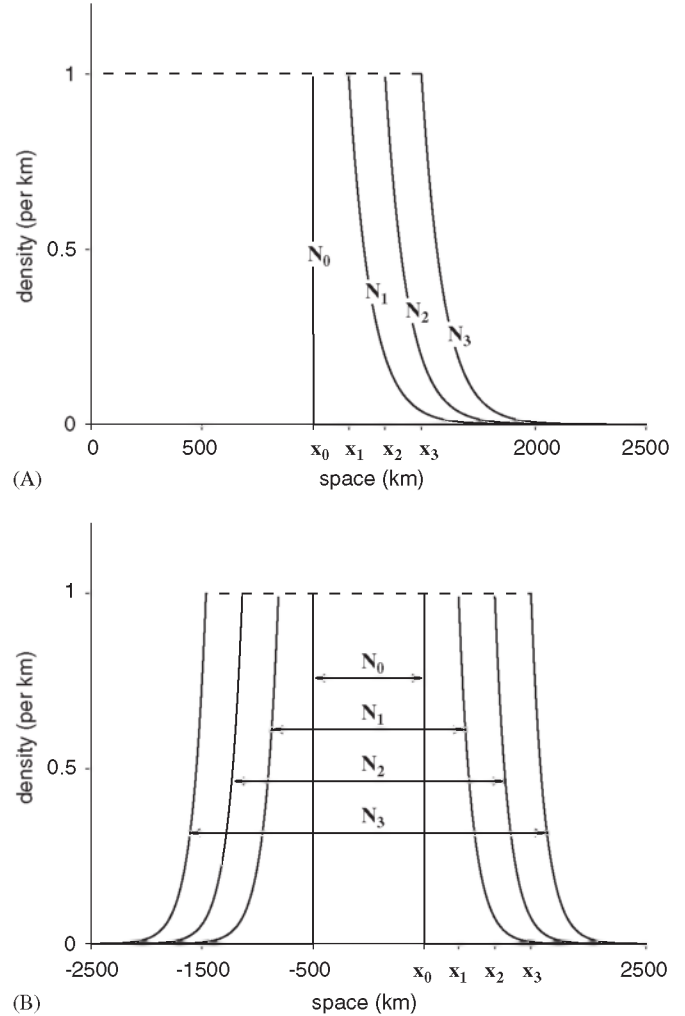 1
0.5
0
density (per km)
N₀
N₁
N₂
N₃
0 500 x₀ x₁ x₂ x₃ 2000 2500
space (km)
(A)
1
0.5
0
density (per km)
N₀
N₁
N₂
N₃
-2500 -1500 -500 x₀ x₁ x₂ x₃ 2500
space (km)
(B)